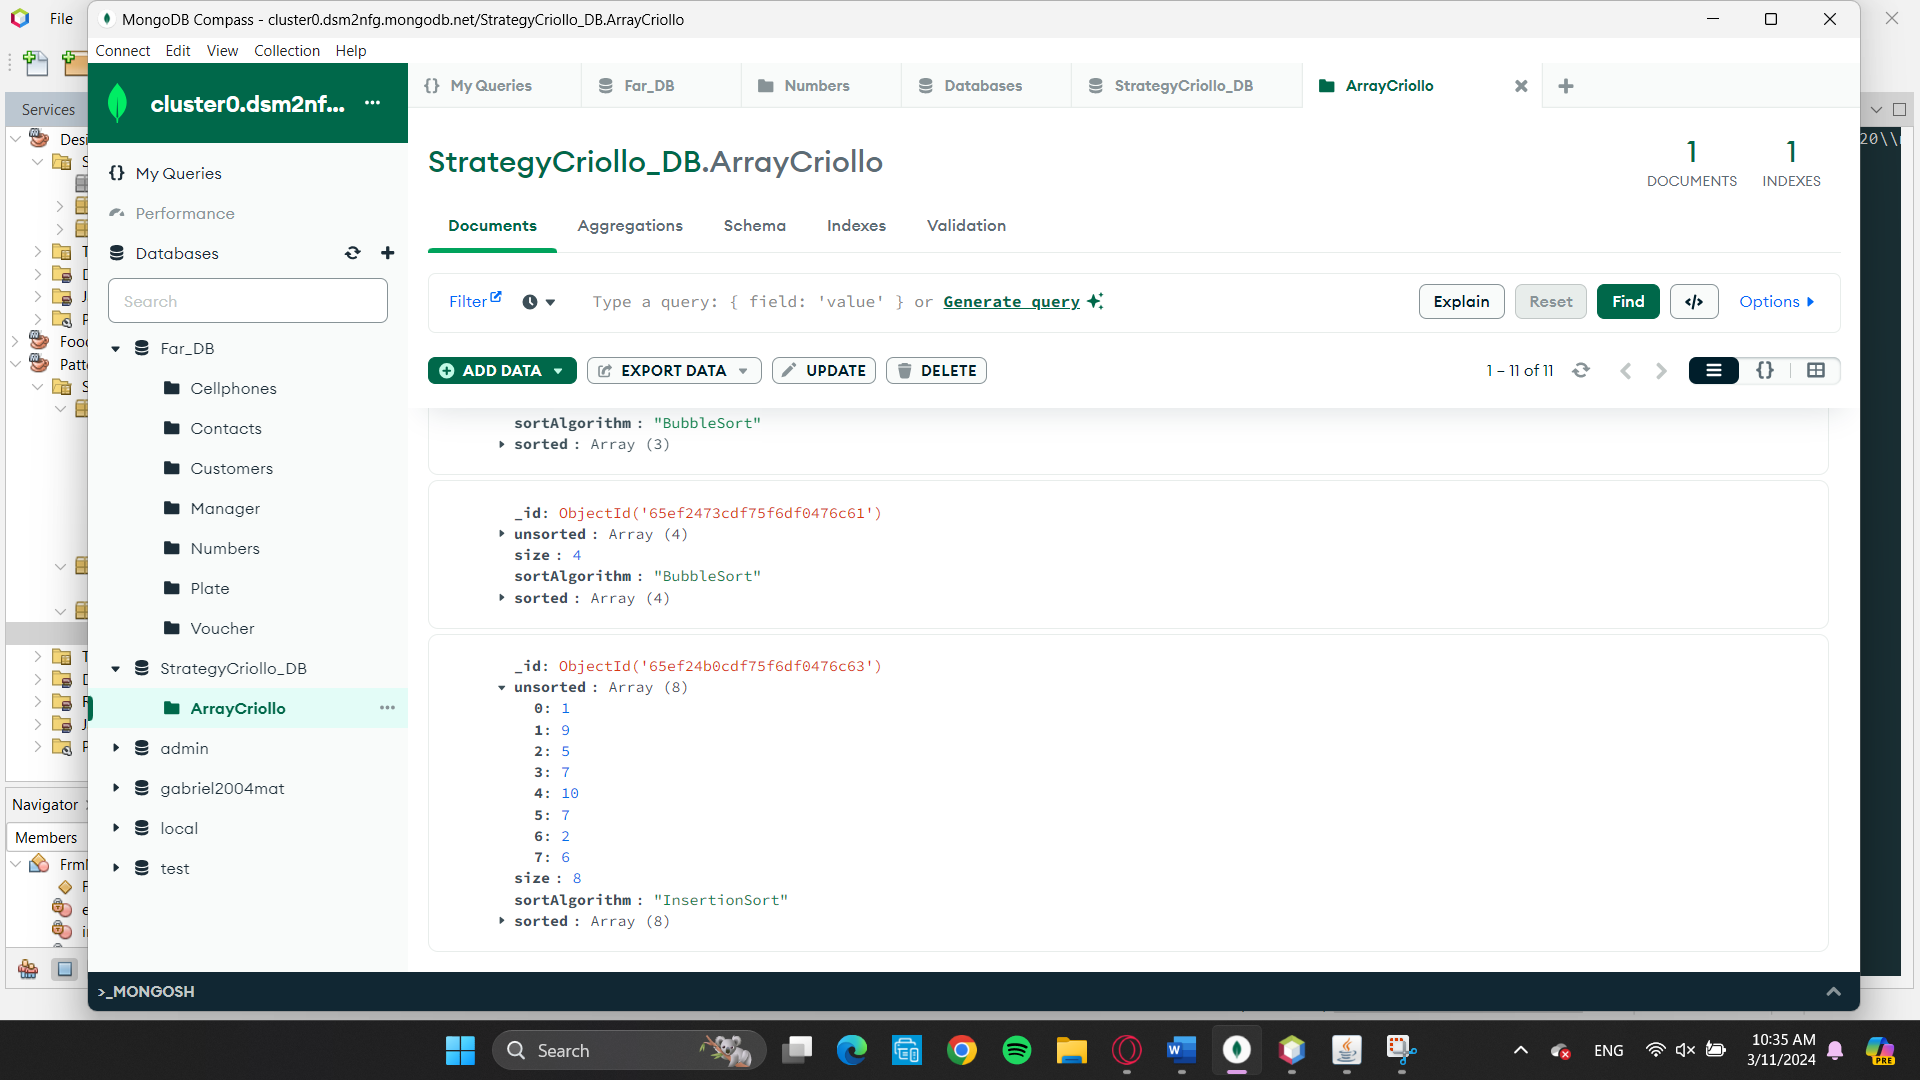 File
MongoDB Compass - cluster0.dsm2nfg.mongodb.net/StrategyCriollo_DB.ArrayCriollo
Connect Edit View Collection Help
cluster0.dsm2nf... ...
{} My Queries Far_DB Numbers Databases StrategyCriollo_DB ArrayCriollo
Services
StrategyCriollo_DB.ArrayCriollo
1 DOCUMENTS
1 INDEXES
20\\
{} My Queries
Performance
Databases
Search
Documents Aggregations Schema Indexes Validation
Filter Type a query: { field: 'value' } or Generate query Explain Reset Find </> Options
ADD DATA EXPORT DATA UPDATE DELETE 1 – 11 of 11 {}
Far_DB
Cellphones
Contacts
Customers
Manager
Numbers
Plate
Voucher
StrategyCriollo_DB
ArrayCriollo ...
admin
gabriel2004mat
local
test
Desi
Foo
Patt
Navigator
Members
Frm
sortAlgorithm : "BubbleSort"
sorted : Array (3)
_id: ObjectId('65ef2473cdf75f6df0476c61')
unsorted : Array (4)
size : 4
sortAlgorithm : "BubbleSort"
sorted : Array (4)
_id: ObjectId('65ef24b0cdf75f6df0476c63')
unsorted : Array (8)
0: 1
1: 9
2: 5
3: 7
4: 10
5: 7
6: 2
7: 6
size : 8
sortAlgorithm : "InsertionSort"
sorted : Array (8)
>_MONGOSH
Search
ENG
10:35 AM
3/11/2024
PRE